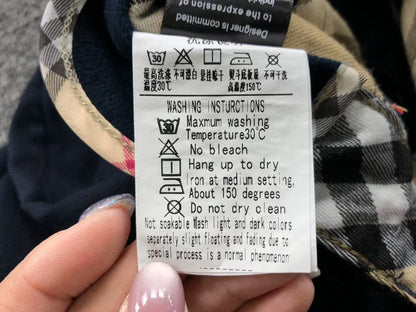 Designer is committed
to the expression of
30
最高洗涤 不可漂白 悬挂晾干 熨斗底板最 不可干洗
温度30℃ 高温度150℃
WASHING INSTURCTIONS
30 Maxmum washing
Temperature30℃
No bleach
Hang up to dry
Iron at medium setting,
About 150 degrees
Do not dry clean
Not soakable Wash light and dark colors
separately slight floating and fading due to
special process is a normal phenomenon